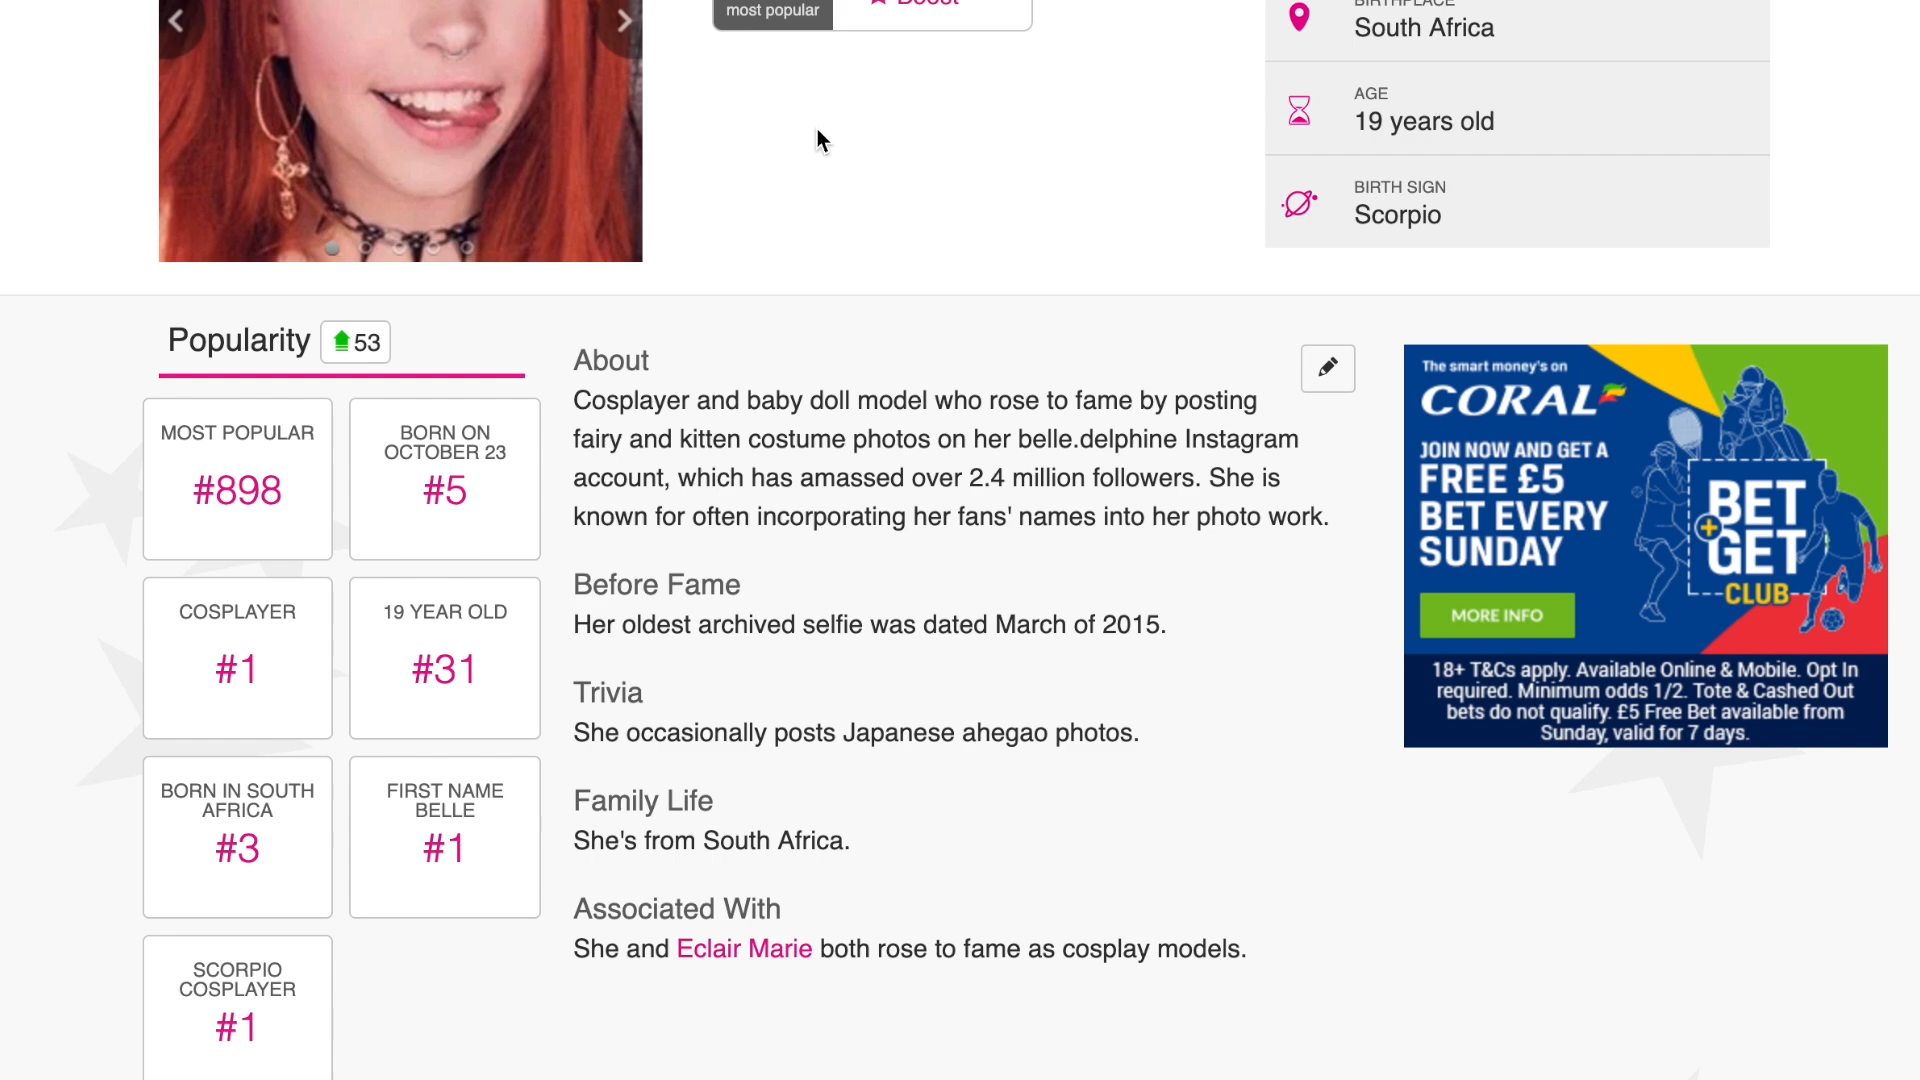 most popular
South Africa
AGE
19 years old
BIRTH SIGN
Scorpio
Popularity 53
MOST POPULAR
#898
BORN ON
OCTOBER 23
#5
COSPLAYER
#1
19 YEAR OLD
#31
BORN IN SOUTH
AFRICA
#3
FIRST NAME
BELLE
#1
SCORPIO
COSPLAYER
#1
About
Cosplayer and baby doll model who rose to fame by posting
fairy and kitten costume photos on her belle.delphine Instagram
account, which has amassed over 2.4 million followers. She is
known for often incorporating her fans' names into her photo work.
Before Fame
Her oldest archived selfie was dated March of 2015.
Trivia
She occasionally posts Japanese ahegao photos.
Family Life
She's from South Africa.
Associated With
She and Eclair Marie both rose to fame as cosplay models.
The smart money's on
CORAL
JOIN NOW AND GET A
FREE £5
BET EVERY
SUNDAY
MORE INFO
BET
+
GET
CLUB
18+ T&Cs apply. Available Online & Mobile. Opt In
required. Minimum odds 1/2. Tote & Cashed Out
bets do not qualify. £5 Free Bet available from
Sunday, valid for 7 days.